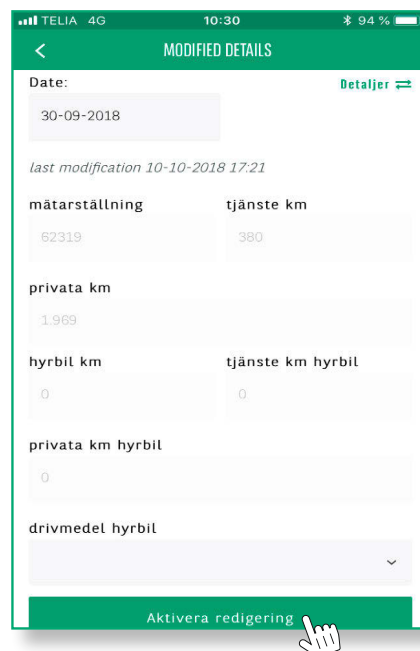 TELIA 4G 10:30 94 %
MODIFIED DETAILS
Date: Detaljer
30-09-2018
last modification 10-10-2018 17:21
mätarställning tjänste km
62319 380
privata km
1.969
hyrbil km tjänste km hyrbil
0 0
privata km hyrbil
0
drivmedel hyrbil
Aktivera redigering